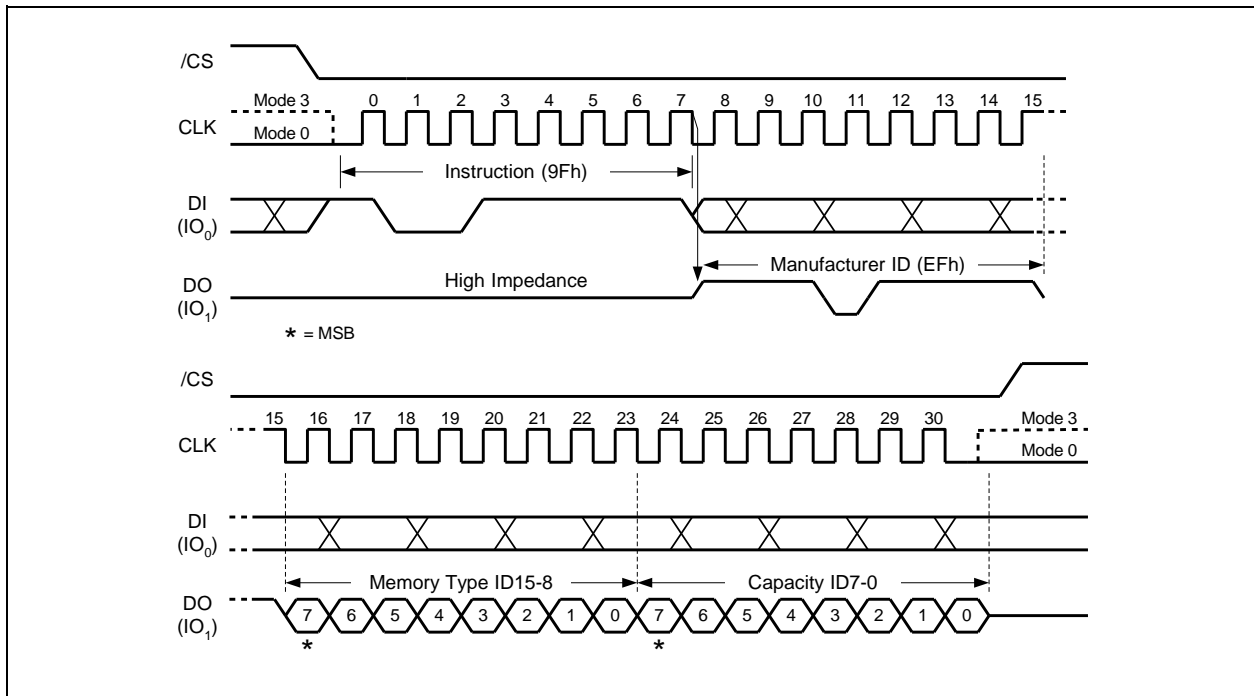 /CS
Mode 3
0 1 2 3 4 5 6 7 8 9 10 11 12 13 14 15
CLK
Mode 0
Instruction (9Fh)
DI
(IO0)
Manufacturer ID (EFh)
High Impedance
DO
(IO1)
* = MSB
/CS
15 16 17 18 19 20 21 22 23 24 25 26 27 28 29 30
Mode 3
CLK
Mode 0
DI
(IO0)
Memory Type ID15-8
Capacity ID7-0
DO
(IO1)
7 6 5 4 3 2 1 0 7 6 5 4 3 2 1 0
* *